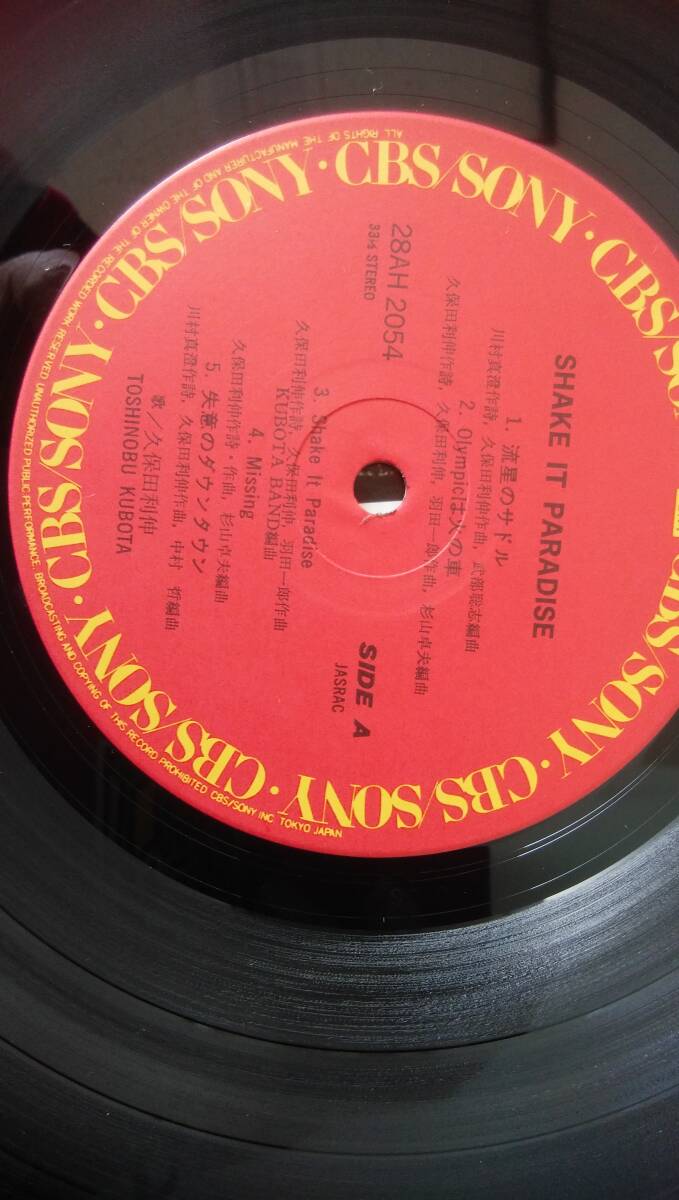 SHAKE IT PARADISE
28AH 2054
33⅓ STEREO
SIDE A
JASRAC
1. 流星のサドル
川村真澄作詩, 久保田利伸作曲, 武部聡志編曲
2. Olympicは火の車
久保田利伸作詩, 久保田利伸, 羽田一郎作曲, 杉山卓夫編曲
3. Shake It Paradise
久保田利伸作詩, 久保田利伸, 羽田一郎作曲
KUBOTA BAND編曲
4. Missing
久保田利伸作詩・作曲, 杉山卓夫編曲
5. 失意のダウンタウン
川村真澄作詩, 久保田利伸作曲, 中村 哲編曲
歌/久保田利伸
TOSHINOBU KUBOTA
CBS/SONY・CBS/SONY・CBS/SONY・CBS/SONY・CBS/SONY・CBS/SONY・CBS/SONY
ALL RIGHTS OF THE MANUFACTURER AND OF THE OWNER OF THE RECORDED WORK RESERVED UNAUTHORIZED PUBLIC PERFORMANCE, BROADCASTING AND COPYING OF THIS RECORD PROHIBITED CBS/SONY INC. TOKYO JAPAN